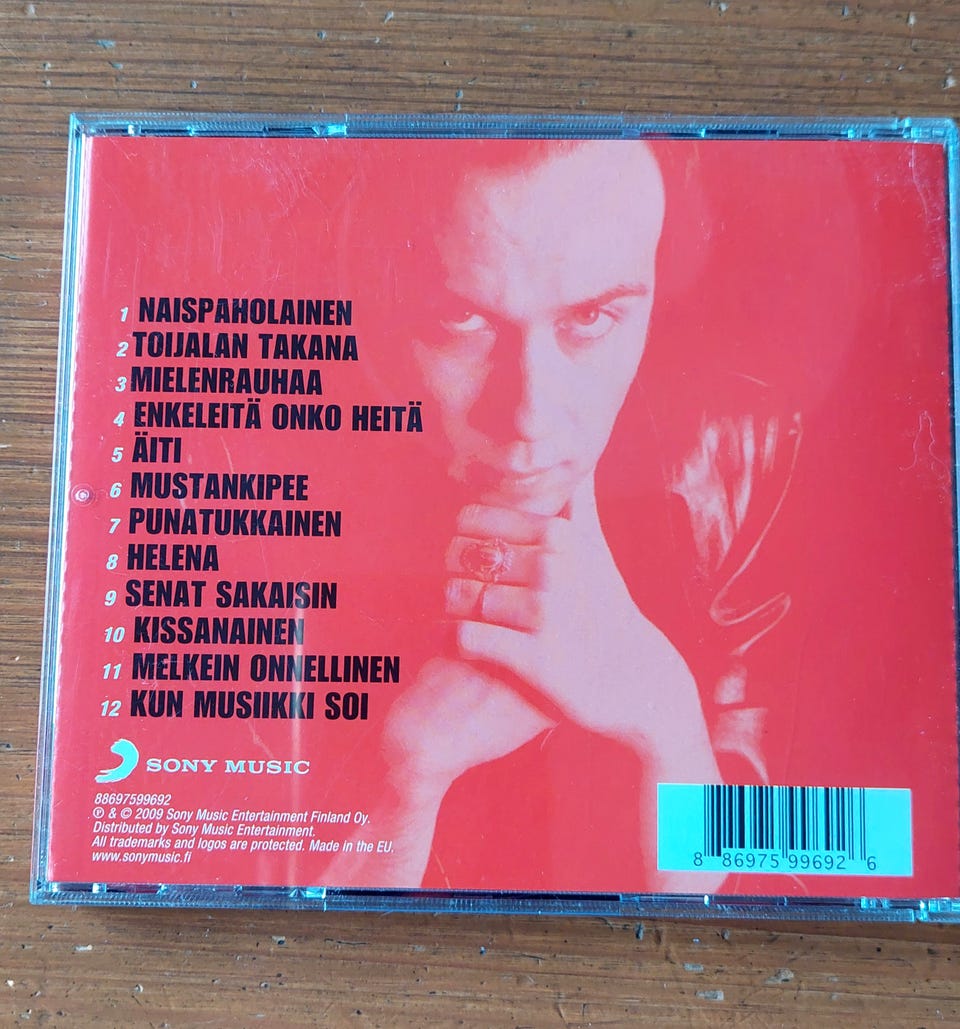 1 NAISPAHOLAINEN
2 TOIJALAN TAKANA
3 MIELENRAUHAA
4 ENKELEITÄ ONKO HEITÄ
5 ÄITI
6 MUSTANKIPEE
7 PUNATUKKAINEN
8 HELENA
9 SENAT SAKAISIN
10 KISSANAINEN
11 MELKEIN ONNELLINEN
12 KUN MUSIIKKI SOI
SONY MUSIC
88697599692
℗ & © 2009 Sony Music Entertainment Finland Oy.
Distributed by Sony Music Entertainment.
All trademarks and logos are protected. Made in the EU.
www.sonymusic.fi
8 86975 99692 6